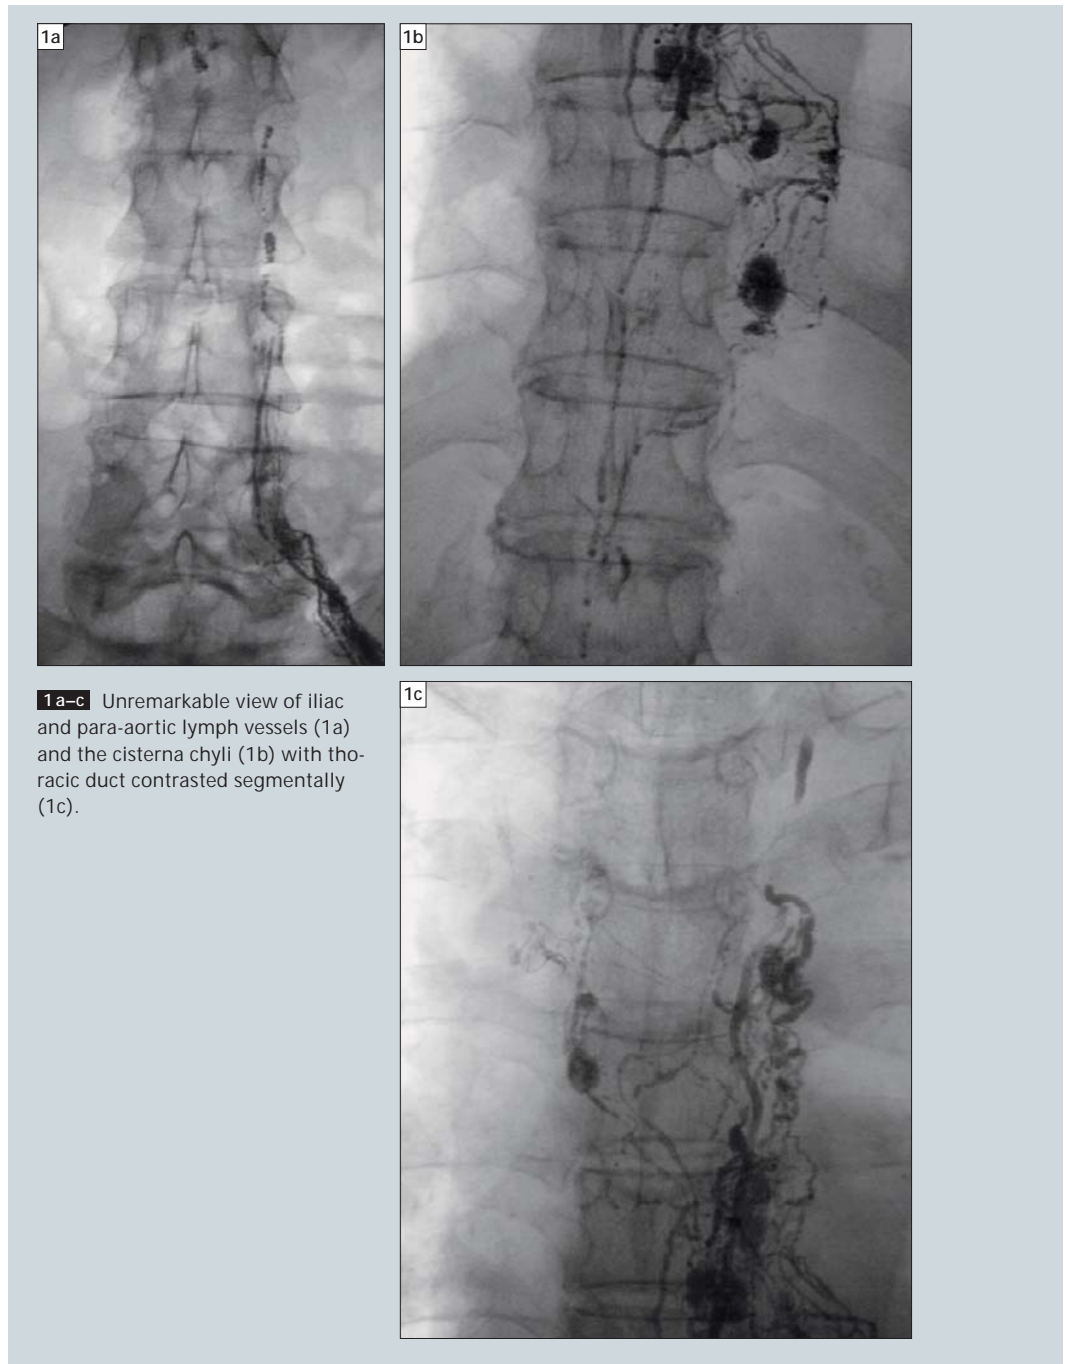 1a
1b
1a–c Unremarkable view of iliac
and para-aortic lymph vessels (1a)
and the cisterna chyli (1b) with tho-
racic duct contrasted segmentally
(1c).
1c